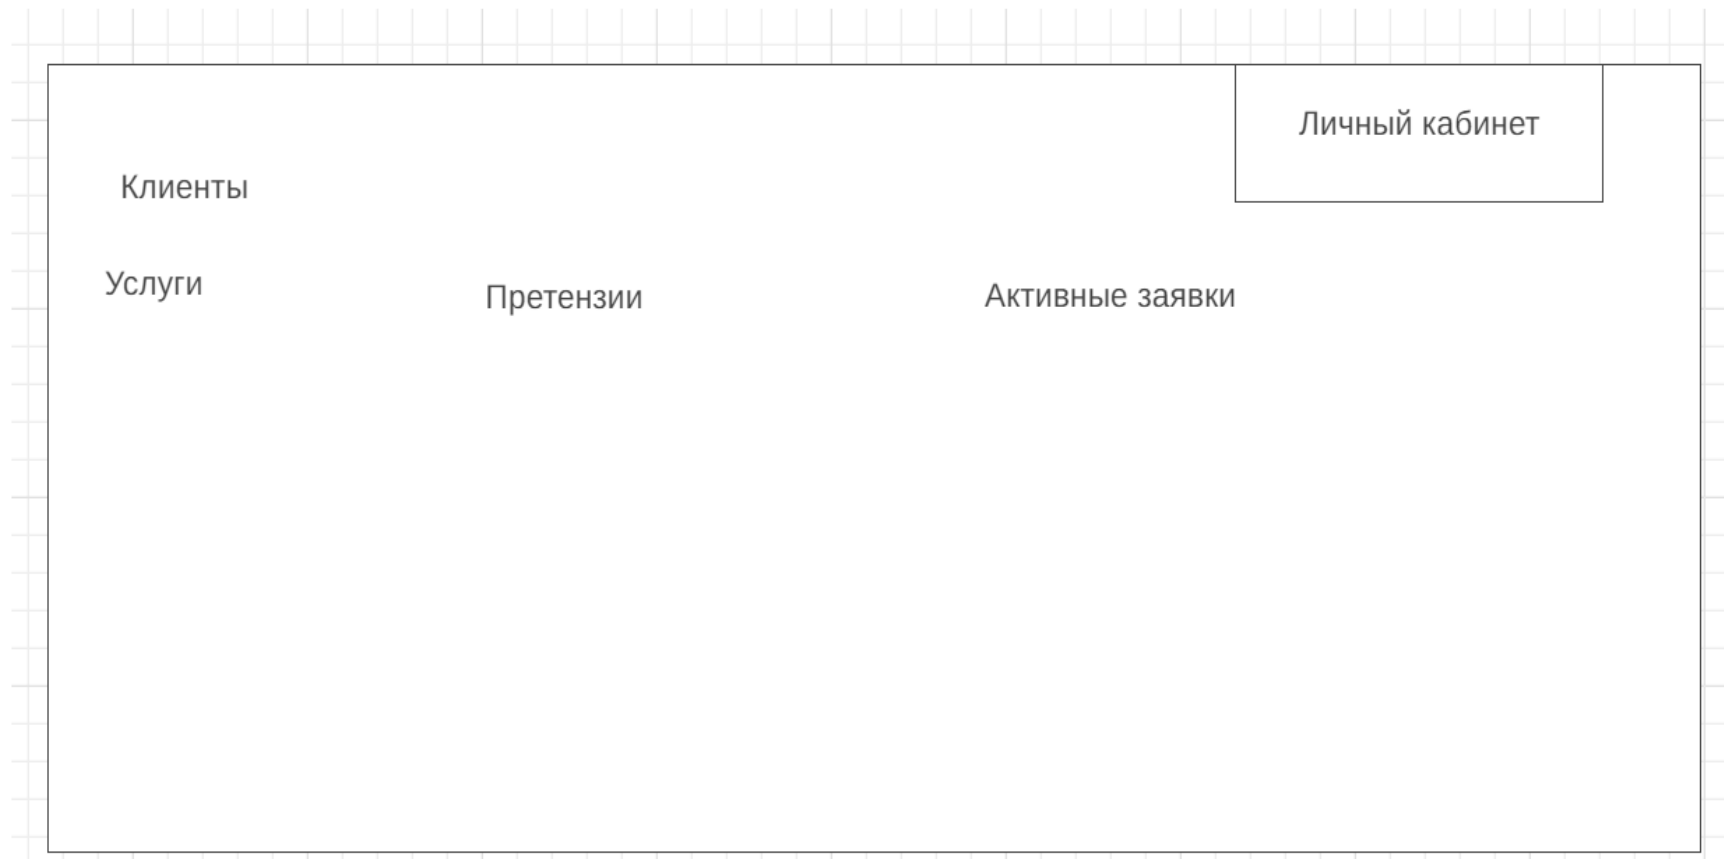 Личный кабинет
Клиенты
Услуги
Претензии
Активные заявки